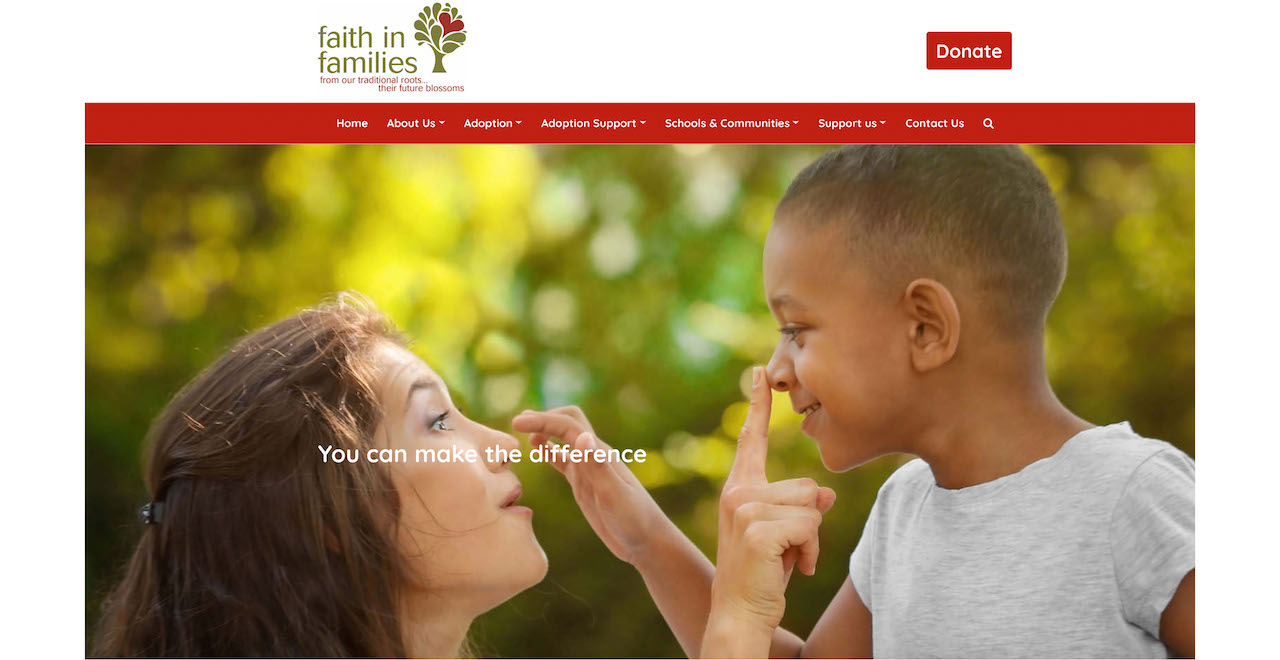 faith in
families
from our traditional roots...
their future blossoms
Donate
Home About Us Adoption Adoption Support Schools & Communities Support us Contact Us
You can make the difference